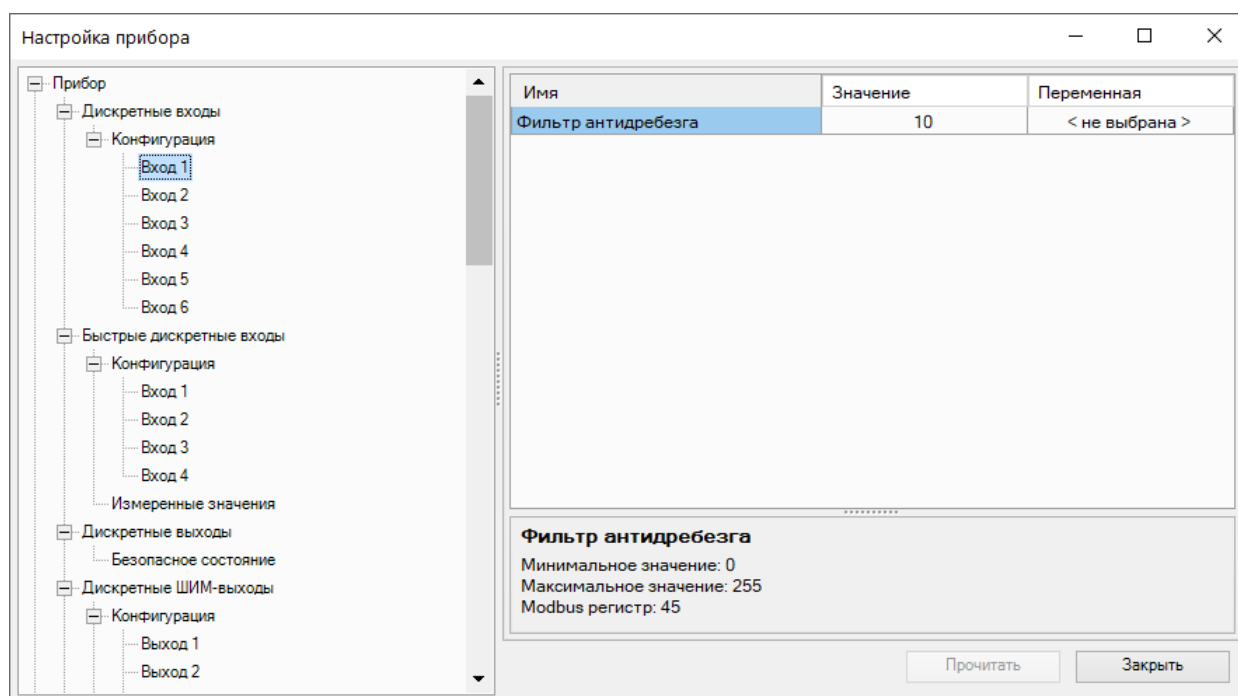 Настройка прибора
Прибор
Дискретные входы
Конфигурация
Вход 1
Вход 2
Вход 3
Вход 4
Вход 5
Вход 6
Быстрые дискретные входы
Конфигурация
Вход 1
Вход 2
Вход 3
Вход 4
Измеренные значения
Дискретные выходы
Безопасное состояние
Дискретные ШИМ-выходы
Конфигурация
Выход 1
Выход 2
Имя Значение Переменная
Фильтр антидребезга 10 < не выбрана >
Фильтр антидребезга
Минимальное значение: 0
Максимальное значение: 255
Modbus регистр: 45
Прочитать Закрыть